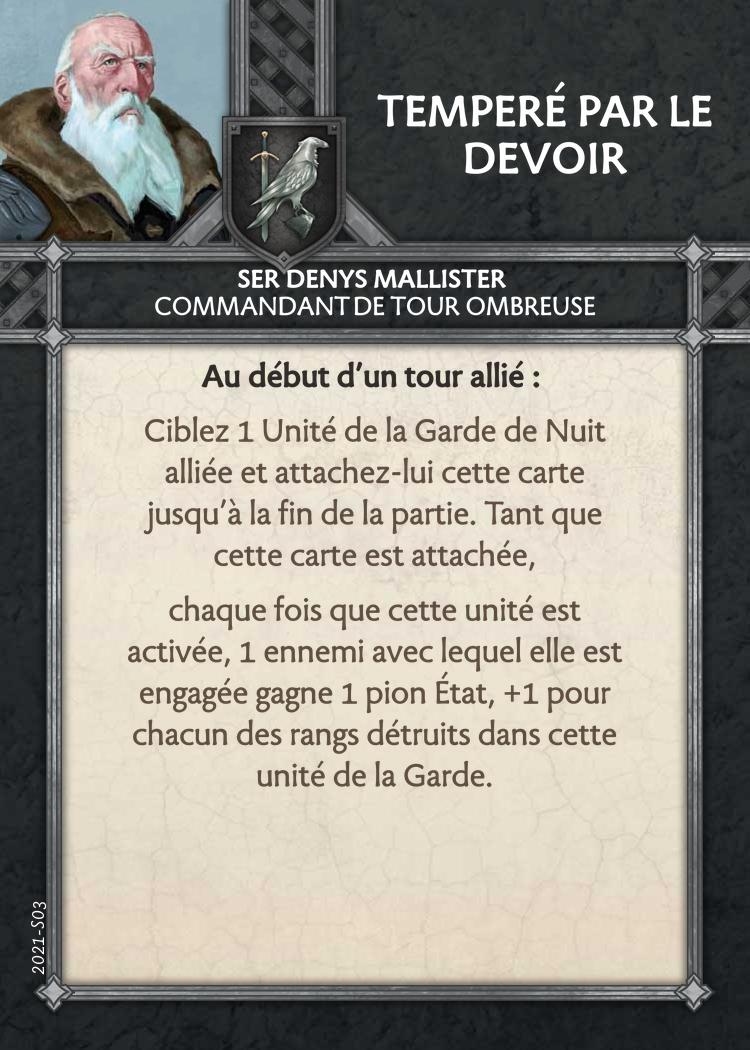 TEMPERÉ PAR LE
DEVOIR
SER DENYS MALLISTER
COMMANDANT DE TOUR OMBREUSE
Au début d'un tour allié :
Ciblez 1 Unité de la Garde de Nuit
alliée et attachez-lui cette carte
jusqu'à la fin de la partie. Tant que
cette carte est attachée,
chaque fois que cette unité est
activée, 1 ennemi avec lequel elle est
engagée gagne 1 pion État, +1 pour
chacun des rangs détruits dans cette
unité de la Garde.
2021-S03